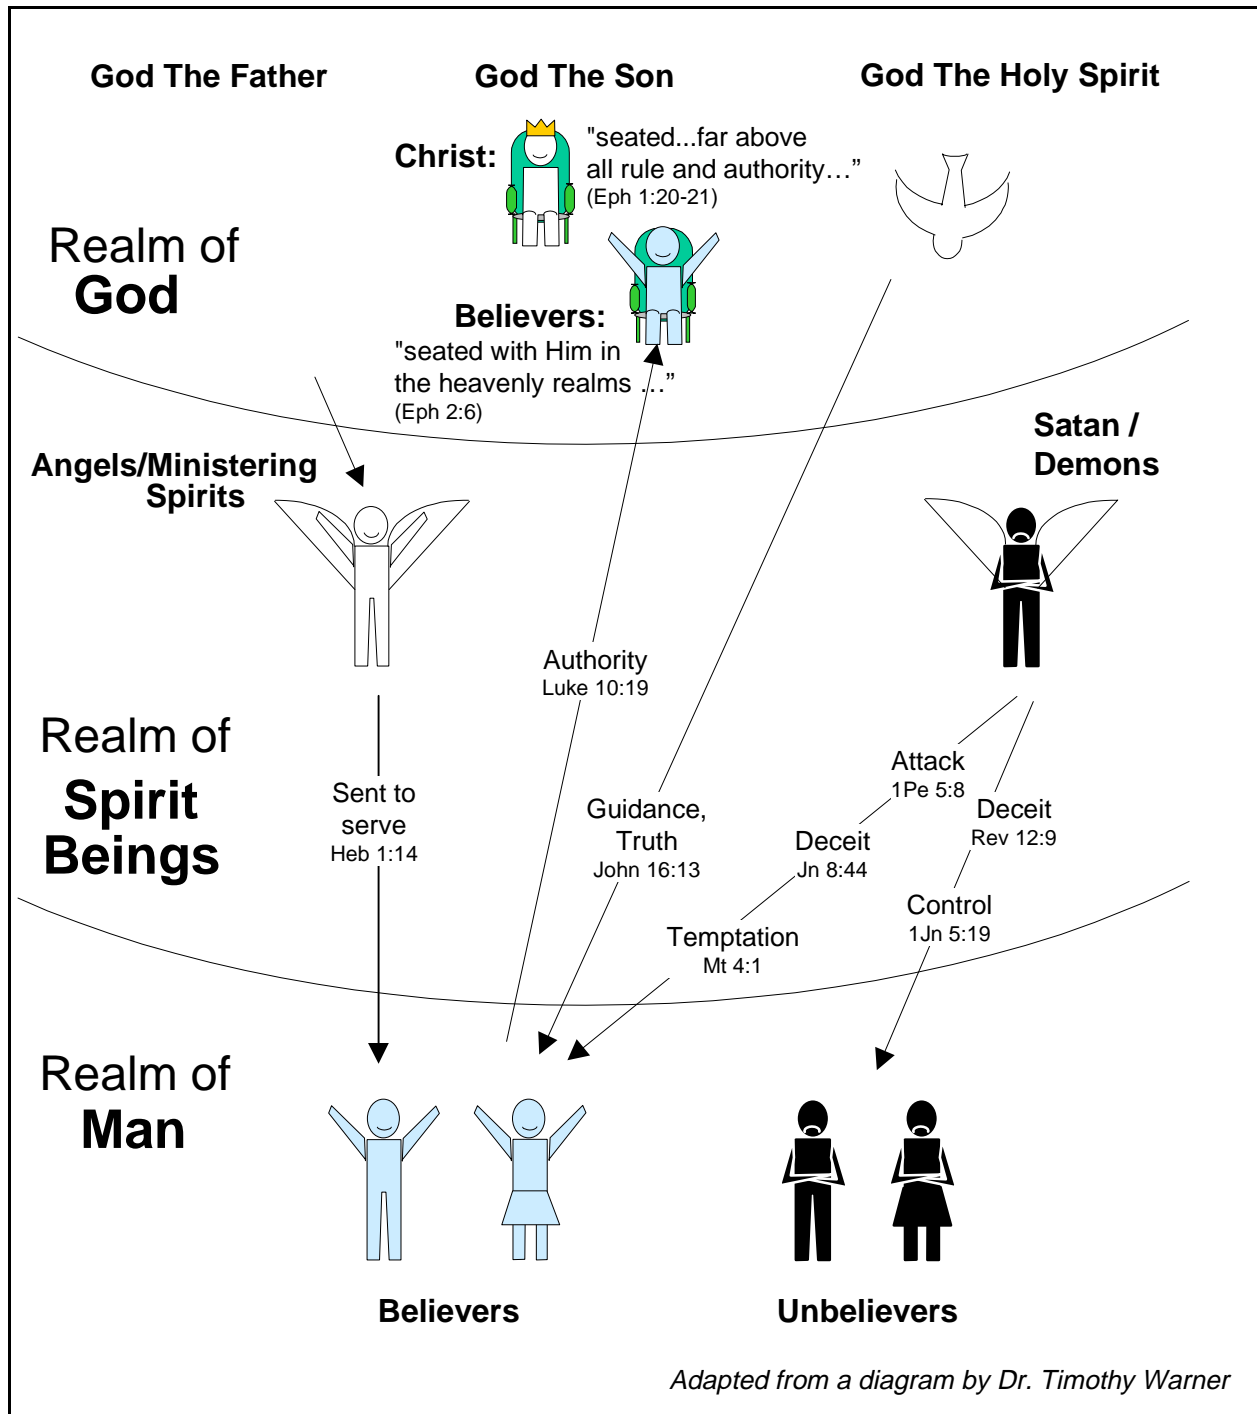 God The Father
God The Son
God The Holy Spirit
Christ:
"seated...far above
all rule and authority…”
(Eph 1:20-21)
Realm of
God
Believers:
"seated with Him in
the heavenly realms …”
(Eph 2:6)
Angels/Ministering
Spirits
Satan /
Demons
Authority
Luke 10:19
Realm of
Spirit
Beings
Sent to
serve
Heb 1:14
Guidance,
Truth
John 16:13
Attack
1Pe 5:8
Deceit
Jn 8:44
Temptation
Mt 4:1
Deceit
Rev 12:9
Control
1Jn 5:19
Realm of
Man
Believers
Unbelievers
Adapted from a diagram by Dr. Timothy Warner